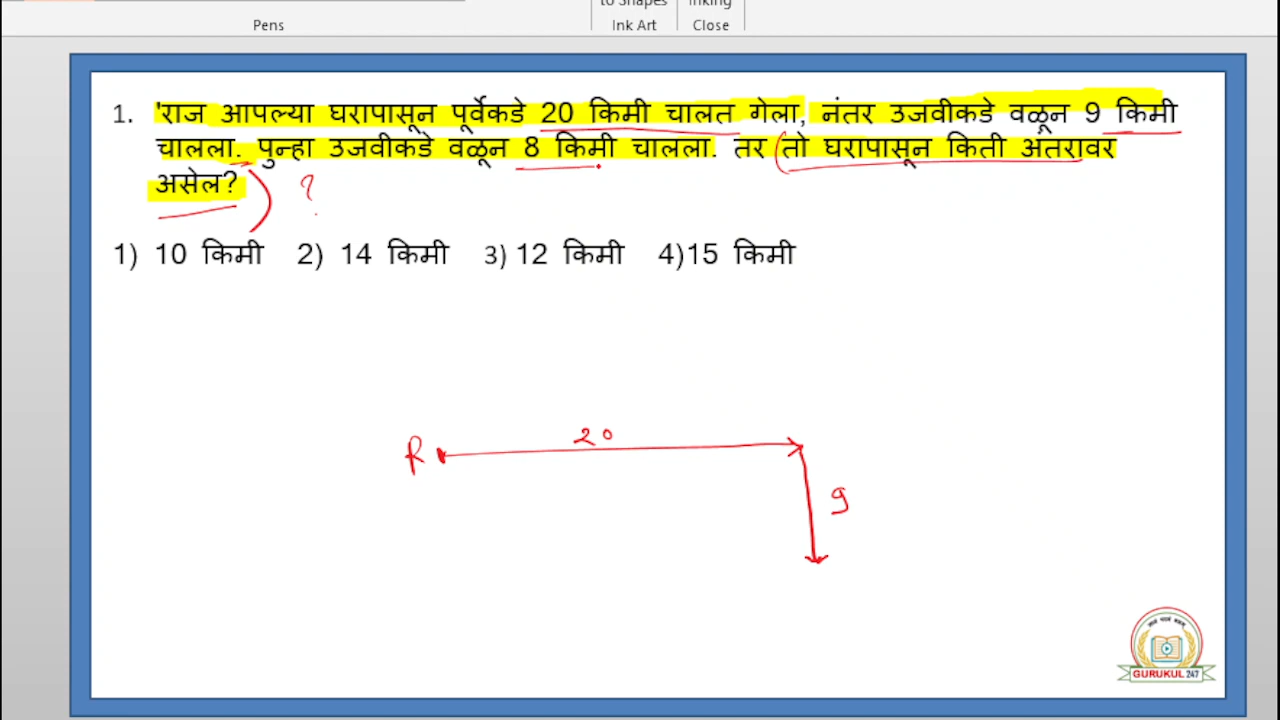 to Shapes
Inking
Pens
Ink Art
Close
1. 'राज आपल्या घरापासून पूर्वेकडे 20 किमी चालत गेला, नंतर उजवीकडे वळून 9 किमी
चालला. पुन्हा उजवीकडे वळून 8 किमी चालला. तर तो घरापासून किती अंतरावर
असेल?
?
1) 10 किमी 2) 14 किमी 3) 12 किमी 4)15 किमी
20
R
9
GURUKUL 247